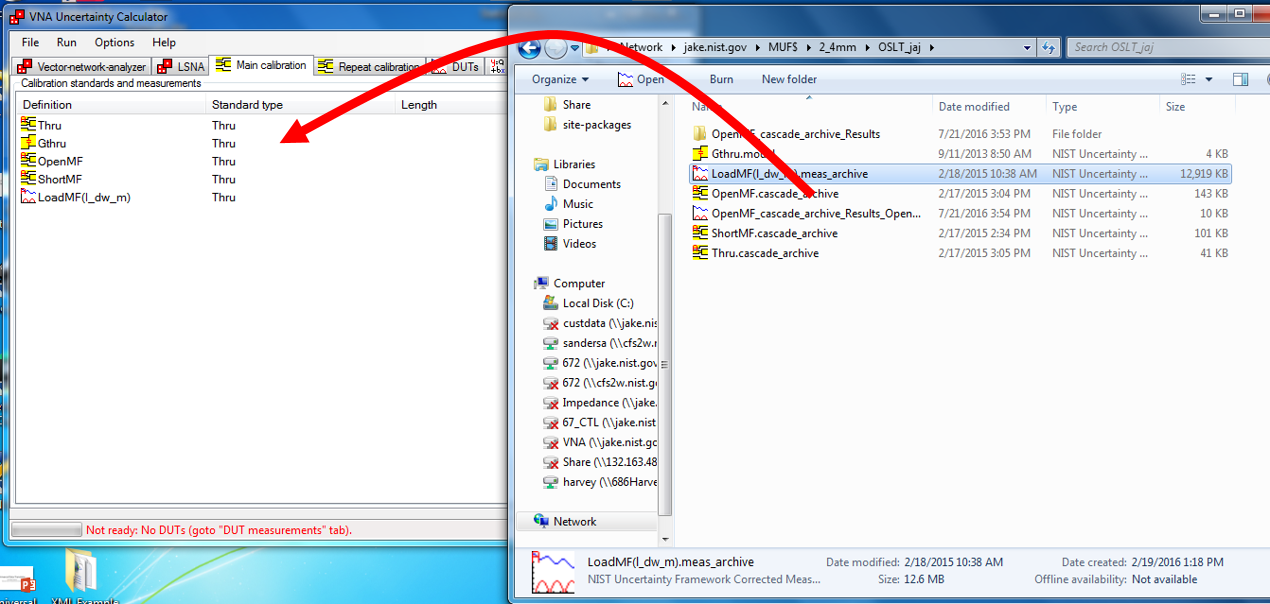 VNA Uncertainty Calculator
File Run Options Help
Vector-network-analyzer LSNA Main calibration Repeat calibration DUTs
Calibration standards and measurements
Definition Standard type Length
Thru Thru
Gthru Thru
OpenMF Thru
ShortMF Thru
LoadMF(l_dw_m) Thru
Not ready: No DUTs (goto "DUT measurements" tab).
XML Example
Network jake.nist.gov MUF$ 2_4mm OSLT_jaj Search OSLT_jaj
Organize Open Burn New folder
Share
site-packages
Libraries
Documents
Music
Pictures
Videos
Computer
Local Disk (C:)
custdata (\\jake.nis
sandersa (\\cfs2w.r
672 (\\jake.nist.gov
672 (\\cfs2w.nist.g
Impedance (\\jake.
67_CTL (\\jake.nist
VNA (\\jake.nist.go
Share (\\132.163.48
harvey (\\686Harve
Network
Date modified Type Size
OpenMF_cascade_archive_Results 7/21/2016 3:53 PM File folder
9/11/2013 8:50 AM NIST Uncertainty ... 4 KB
LoadMF(l_dw_m).meas_archive 2/18/2015 10:38 AM NIST Uncertainty ... 12,919 KB
OpenMF.cascade_archive 2/17/2015 3:04 PM NIST Uncertainty ... 143 KB
OpenMF_cascade_archive_Results_Open... 7/21/2016 3:54 PM NIST Uncertainty ... 10 KB
ShortMF.cascade_archive 2/17/2015 2:34 PM NIST Uncertainty ... 101 KB
Thru.cascade_archive 2/17/2015 3:05 PM NIST Uncertainty ... 41 KB
LoadMF(l_dw_m).meas_archive Date modified: 2/18/2015 10:38 AM Date created: 2/19/2016 1:18 PM
NIST Uncertainty Framework Corrected Meas... Size: 12.6 MB Offline availability: Not available